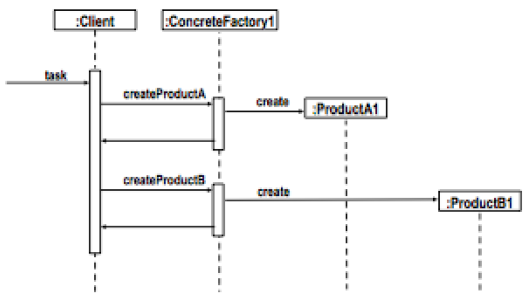 :Client
:ConcreteFactory1
task
createProductA
create
:ProductA1
createProductB
create
:ProductB1